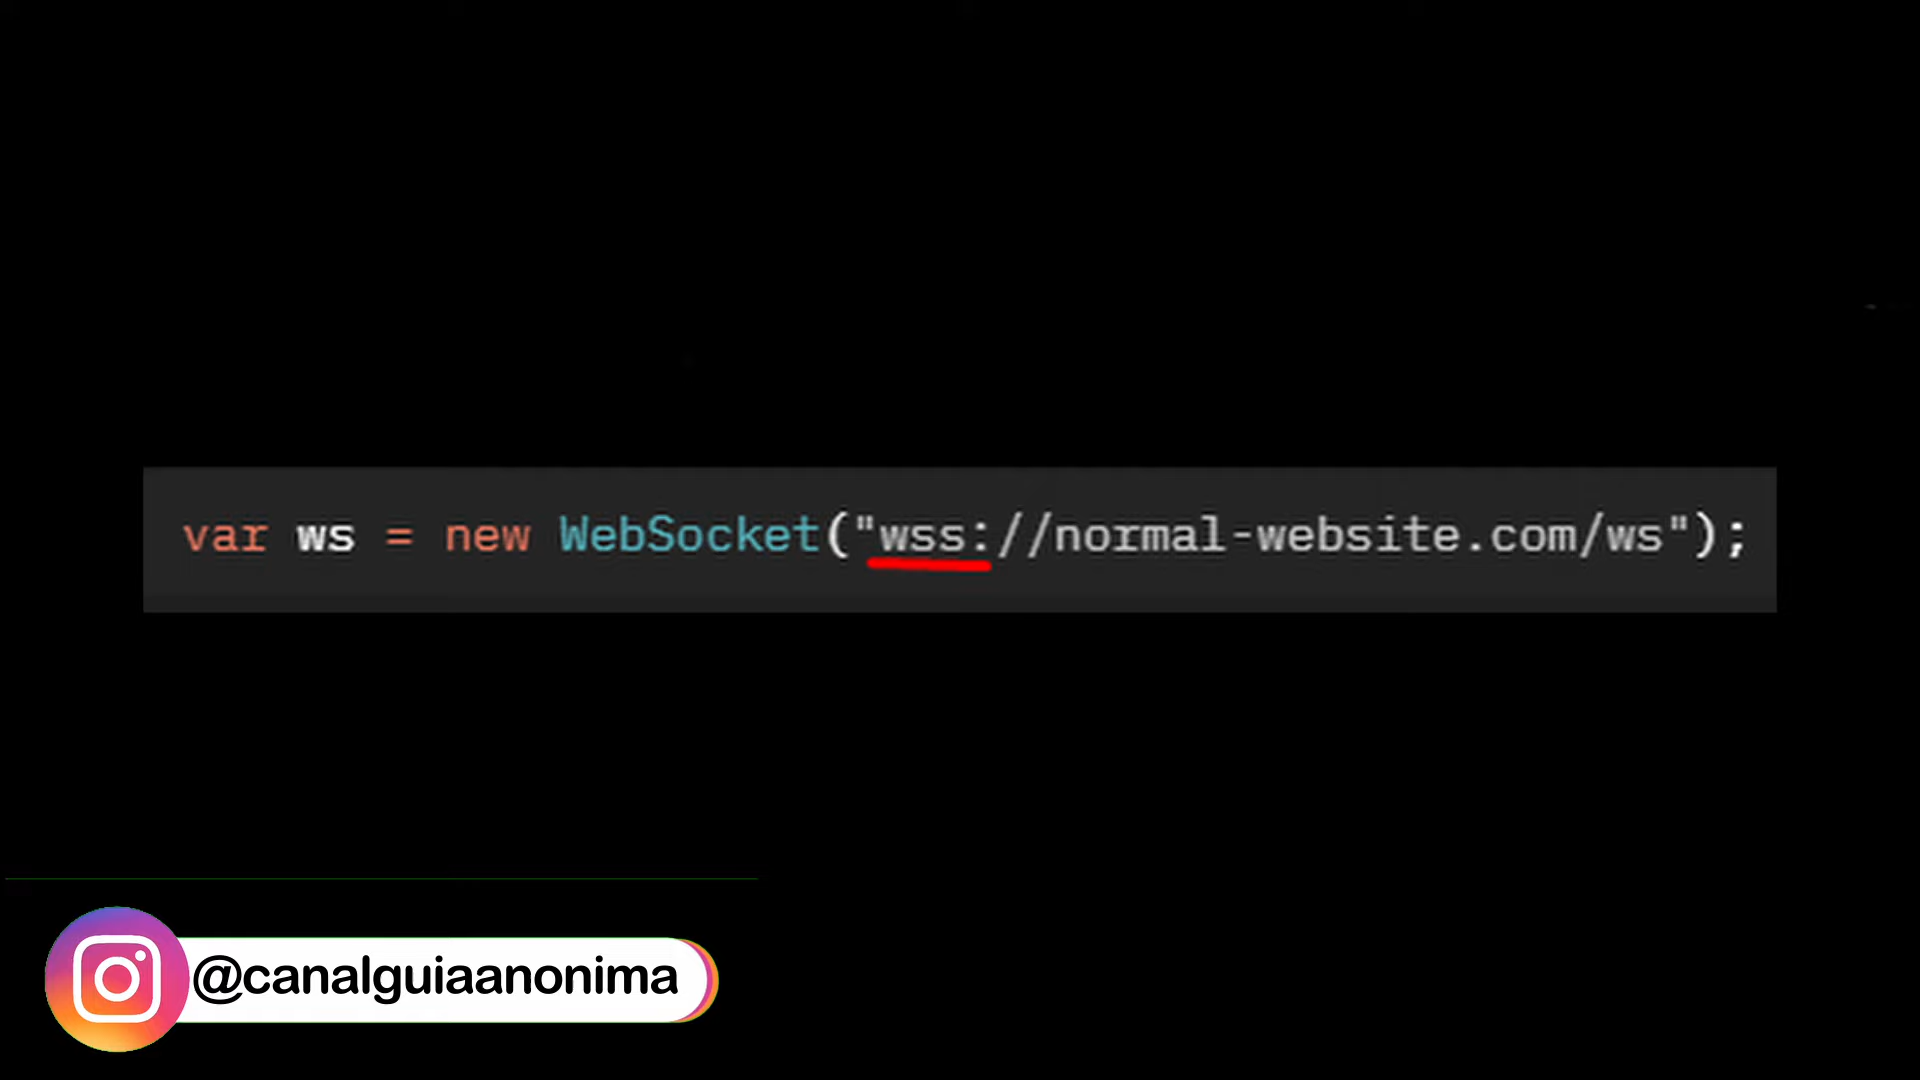 var ws = new WebSocket("wss://normal-website.com/ws");
@canalguiaanonima